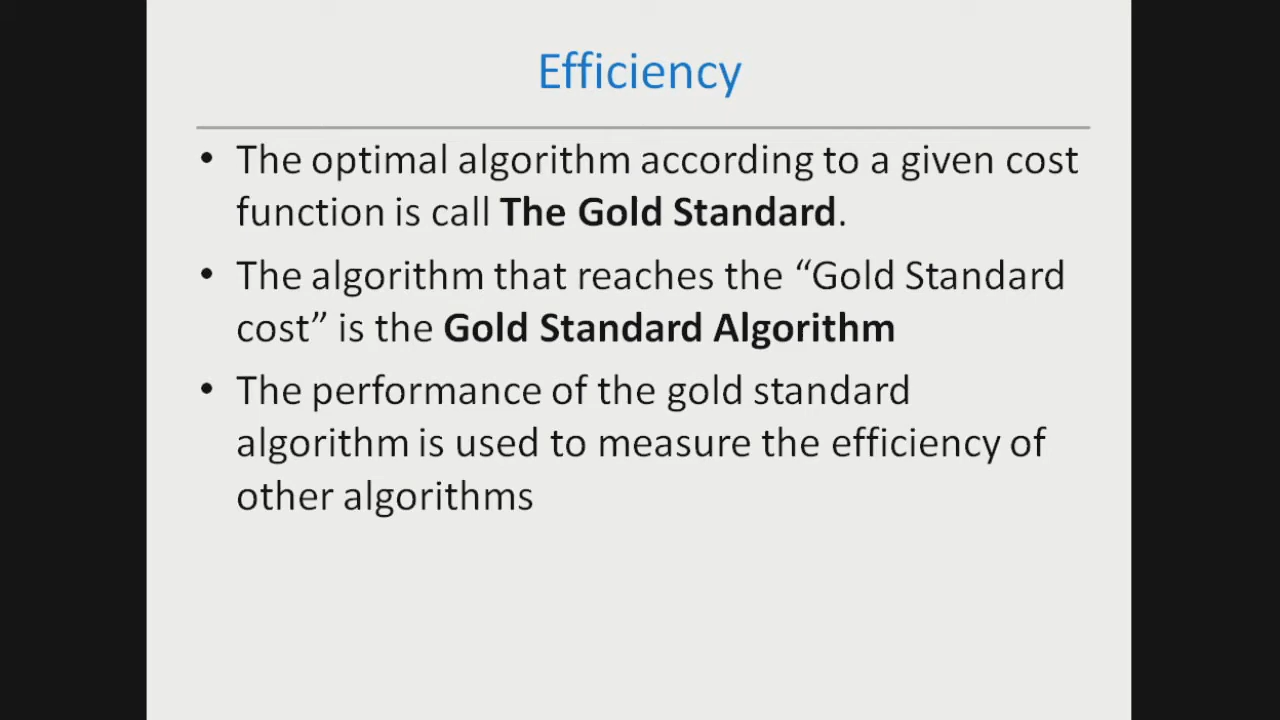 Efficiency
• The optimal algorithm according to a given cost
function is call The Gold Standard.
• The algorithm that reaches the “Gold Standard
cost” is the Gold Standard Algorithm
• The performance of the gold standard
algorithm is used to measure the efficiency of
other algorithms